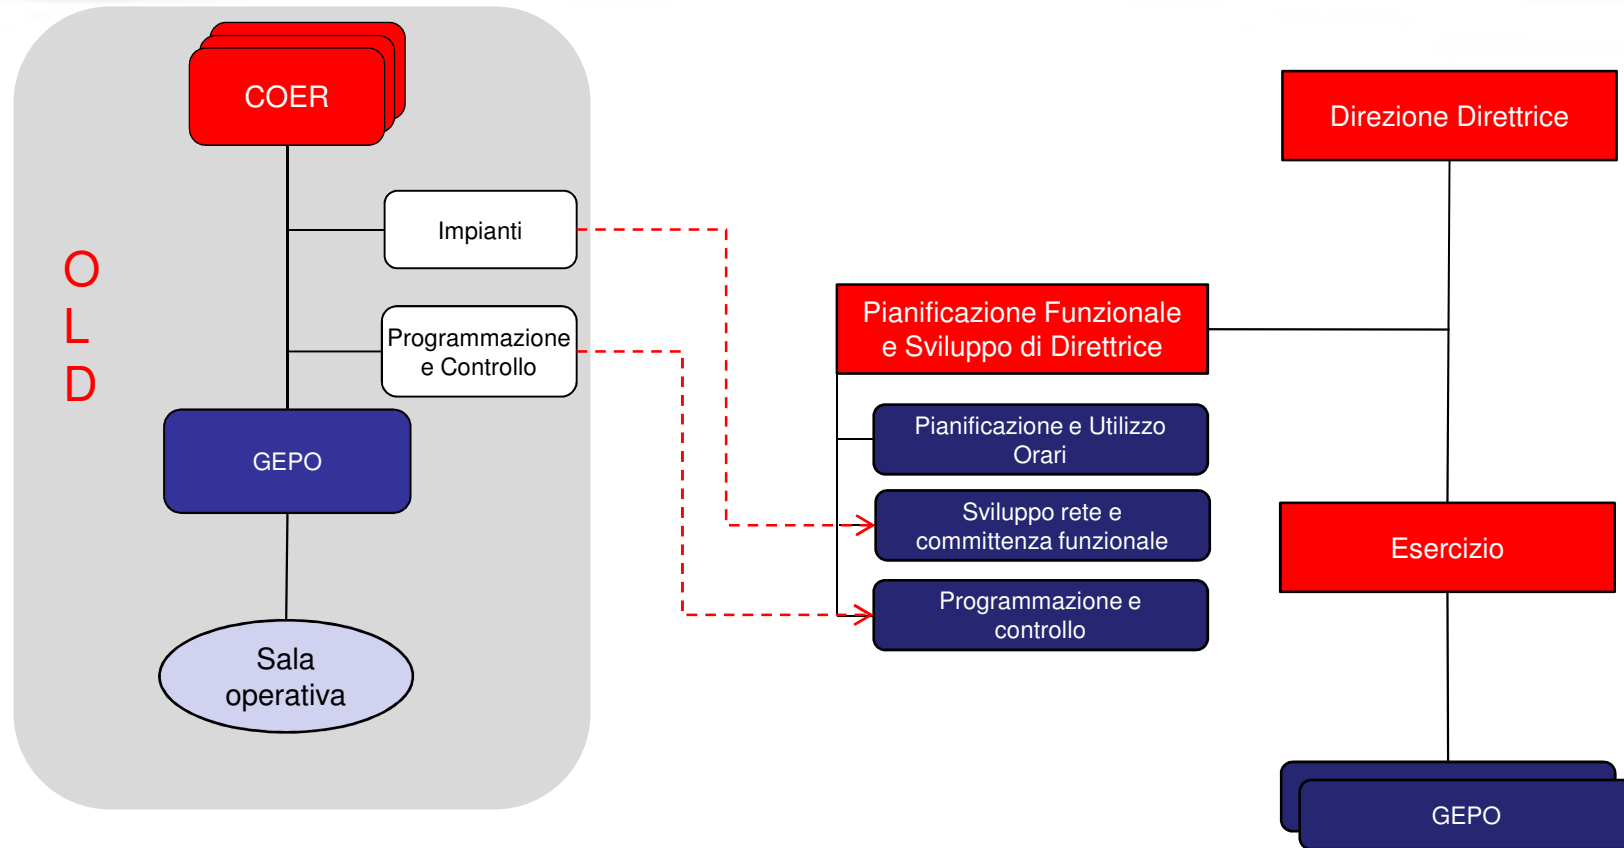 O
L
D
COER
Impianti
Programmazione
e Controllo
GEPO
Sala
operativa
Direzione Direttrice
Pianificazione Funzionale
e Sviluppo di Direttrice
Pianificazione e Utilizzo
Orari
Sviluppo rete e
committenza funzionale
Programmazione e
controllo
Esercizio
GEPO